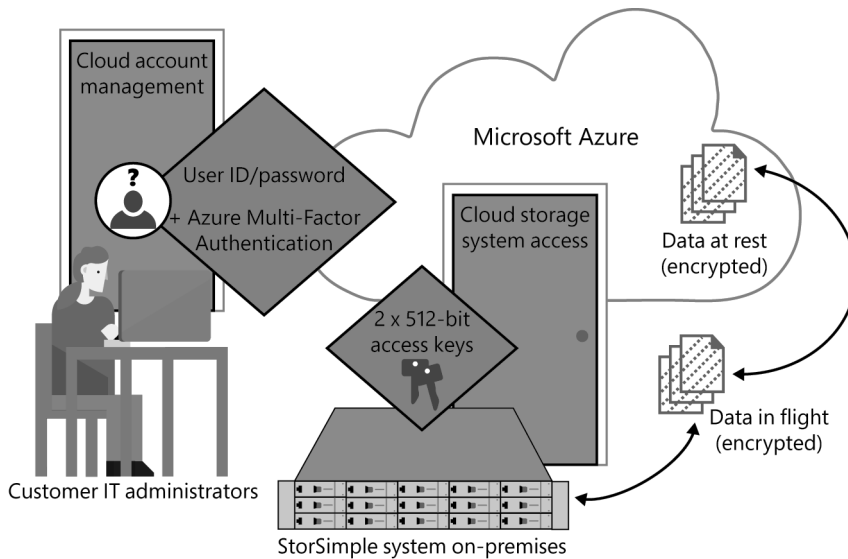 Cloud account
management
?
User ID/password
+ Azure Multi-Factor
Authentication
Microsoft Azure
Cloud storage
system access
Data at rest
(encrypted)
2 x 512-bit
access keys
Data in flight
(encrypted)
Customer IT administrators
StorSimple system on-premises